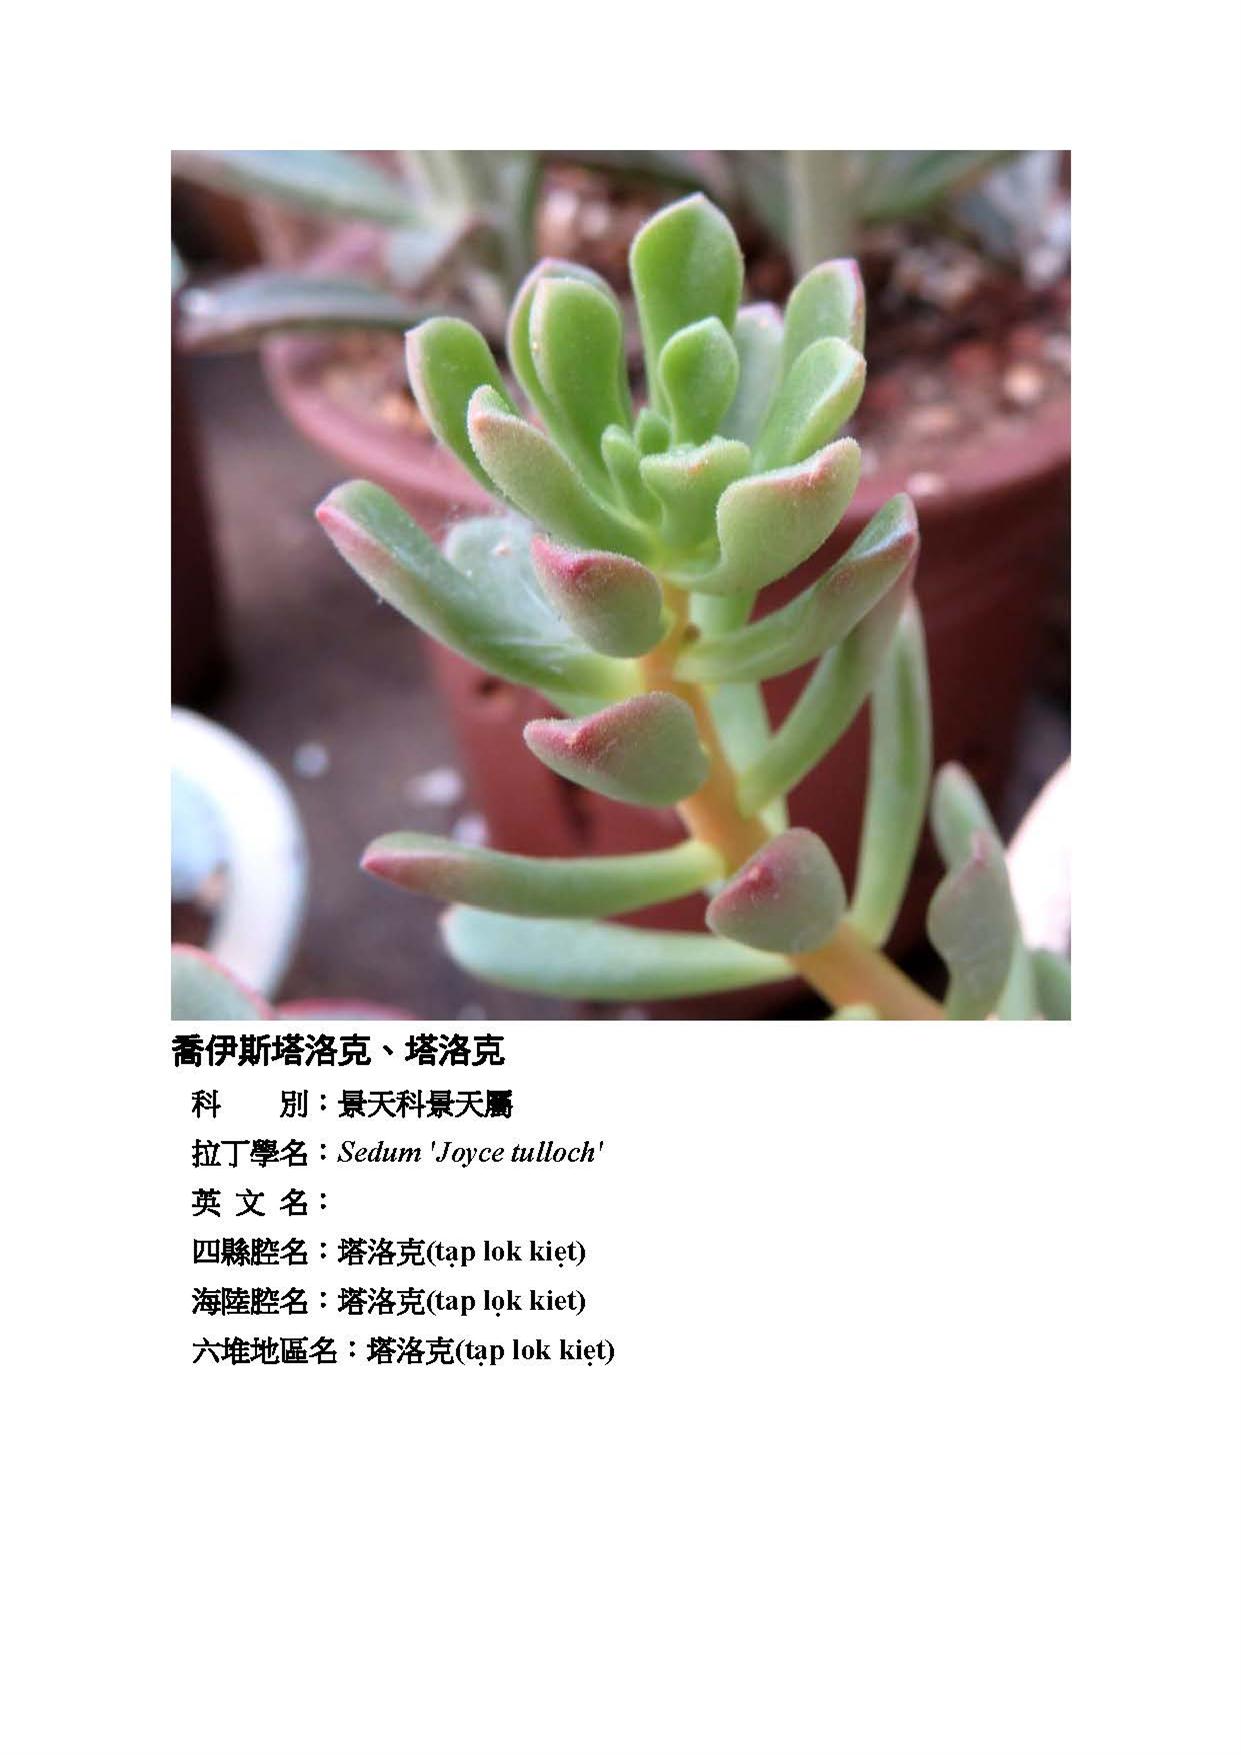 喬伊斯塔洛克、塔洛克
科　　別：景天科景天屬
拉丁學名：Sedum 'Joyce tulloch'
英 文 名：
四縣腔名：塔洛克(tạp lok kiẹt)
海陸腔名：塔洛克(tap lọk kiet)
六堆地區名：塔洛克(tạp lok kiẹt)